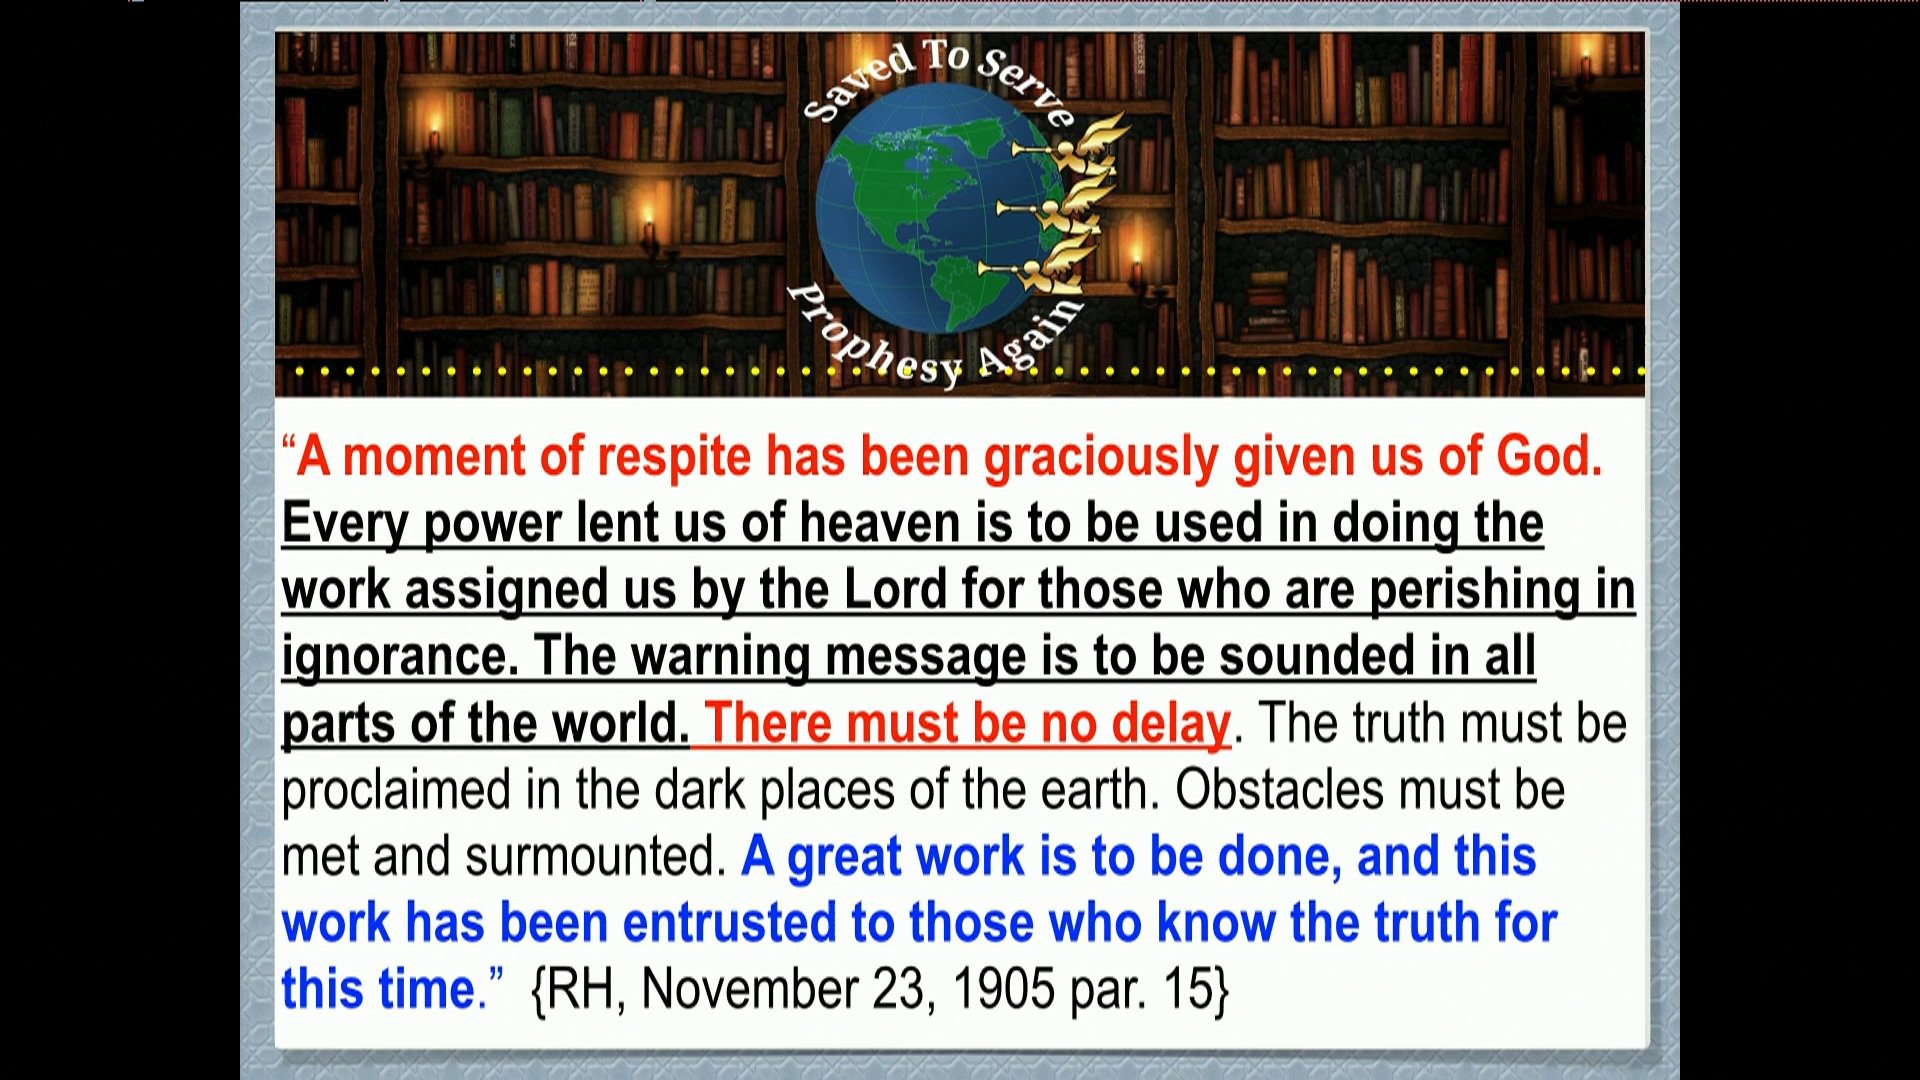 Saved To Serve
Prophesy Again
“A moment of respite has been graciously given us of God.
Every power lent us of heaven is to be used in doing the
work assigned us by the Lord for those who are perishing in
ignorance. The warning message is to be sounded in all
parts of the world. There must be no delay. The truth must be
proclaimed in the dark places of the earth. Obstacles must be
met and surmounted. A great work is to be done, and this
work has been entrusted to those who know the truth for
this time.” {RH, November 23, 1905 par. 15}